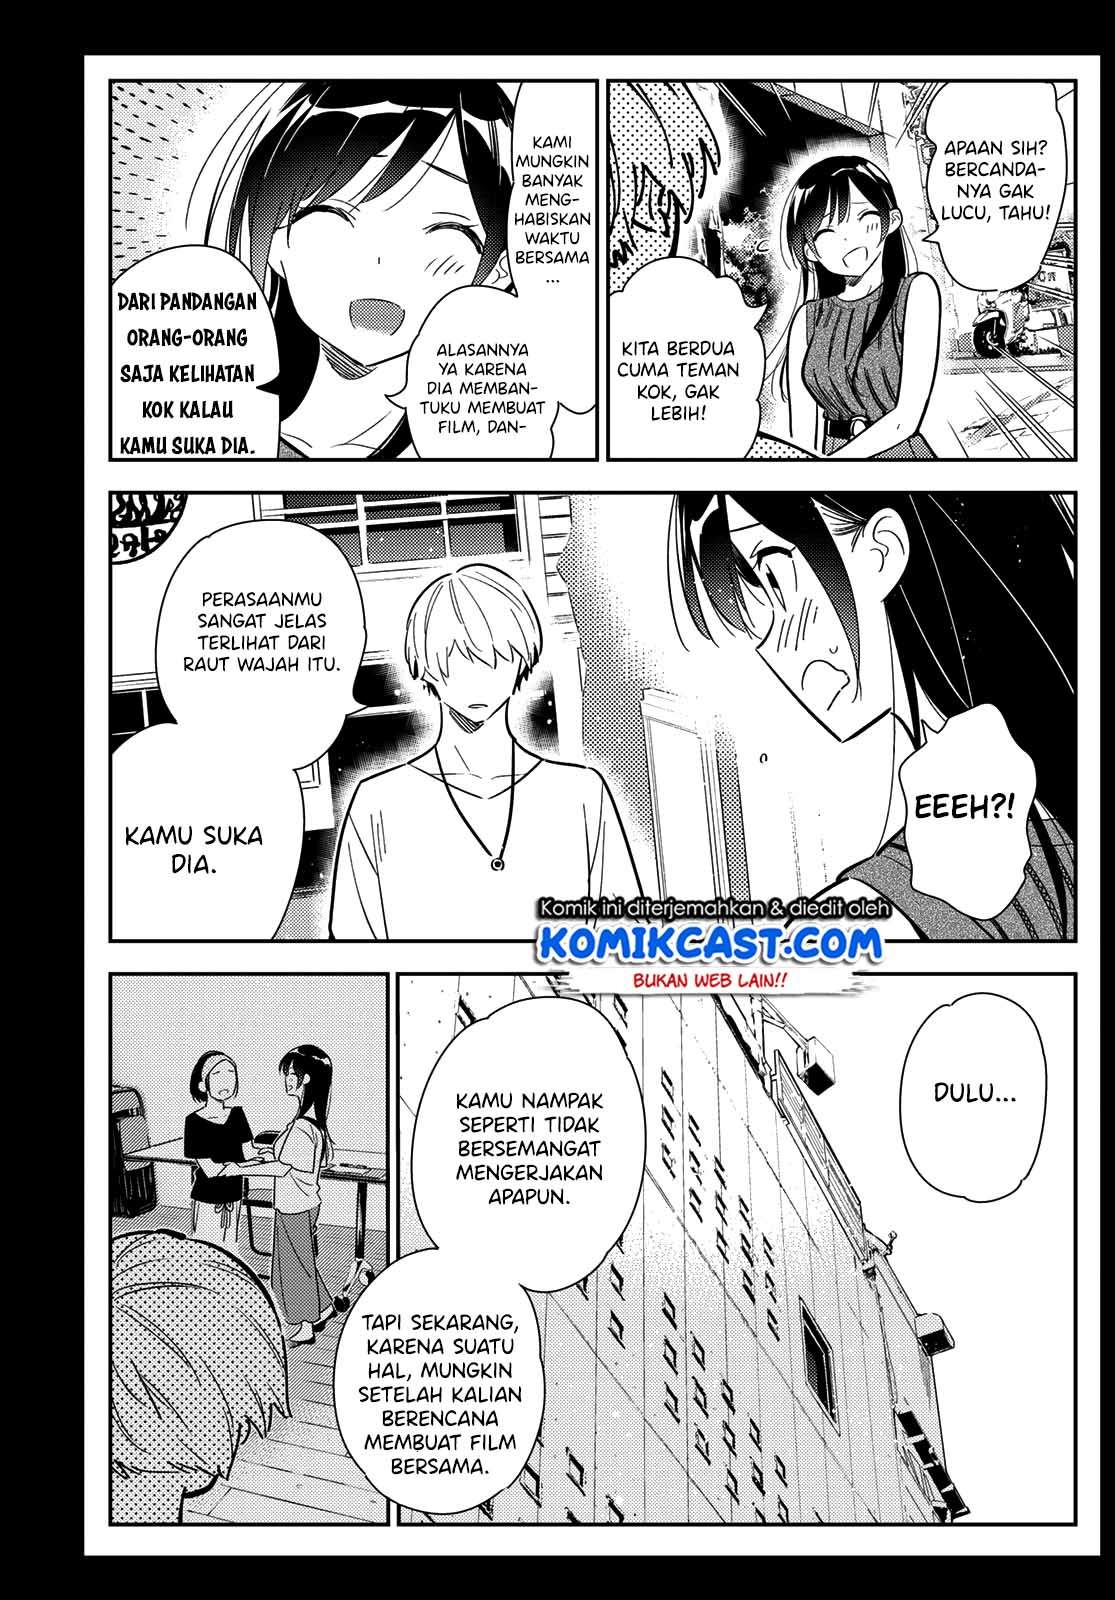 APAAN SIH?
BERCANDA-
NYA GAK
LUCU, TAHU!
KITA BERDUA
CUMA TEMAN
KOK, GAK
LEBIH!
KAMI
MUNGKIN
BANYAK
MENG-
HABISKAN
WAKTU
BERSAMA
...
ALASANNYA
YA KARENA
DIA MEMBAN-
TUKU MEMBUAT
FILM, DAN-
DARI PANDANGAN
ORANG-ORANG
SAJA KELIHATAN
KOK KALAU
KAMU SUKA DIA.
EEEH?!
PERASAANMU
SANGAT JELAS
TERLIHAT DARI
RAUT WAJAH ITU.
KAMU SUKA
DIA.
Komik ini diterjemahkan & diedit oleh
KOMIKCAST.COM
BUKAN WEB LAIN!!
DULU...
KAMU NAMPAK
SEPERTI TIDAK
BERSEMANGAT
MENGERJAKAN
APAPUN.
TAPI SEKARANG,
KARENA SUATU
HAL, MUNGKIN
SETELAH KALIAN
BERENCANA
MEMBUAT FILM
BERSAMA.